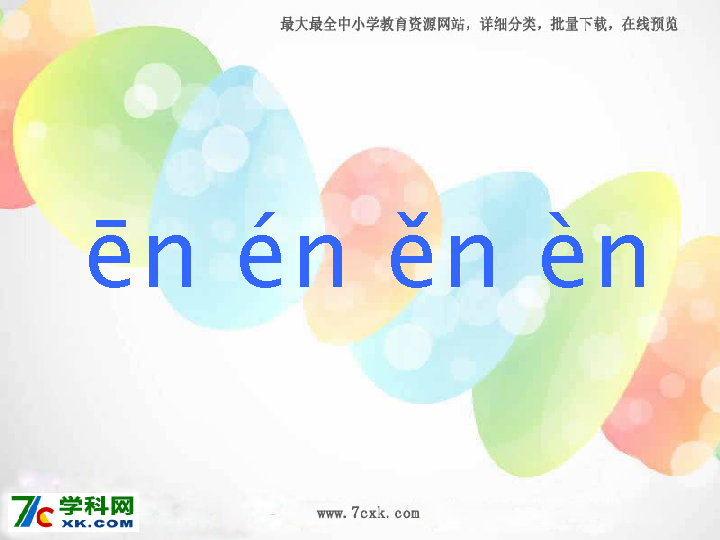 最大最全中小学教育资源网站，详细分类，批量下载，在线预览
ēn én ěn èn
7c 学科网
XK.COM
www.7cxk.com